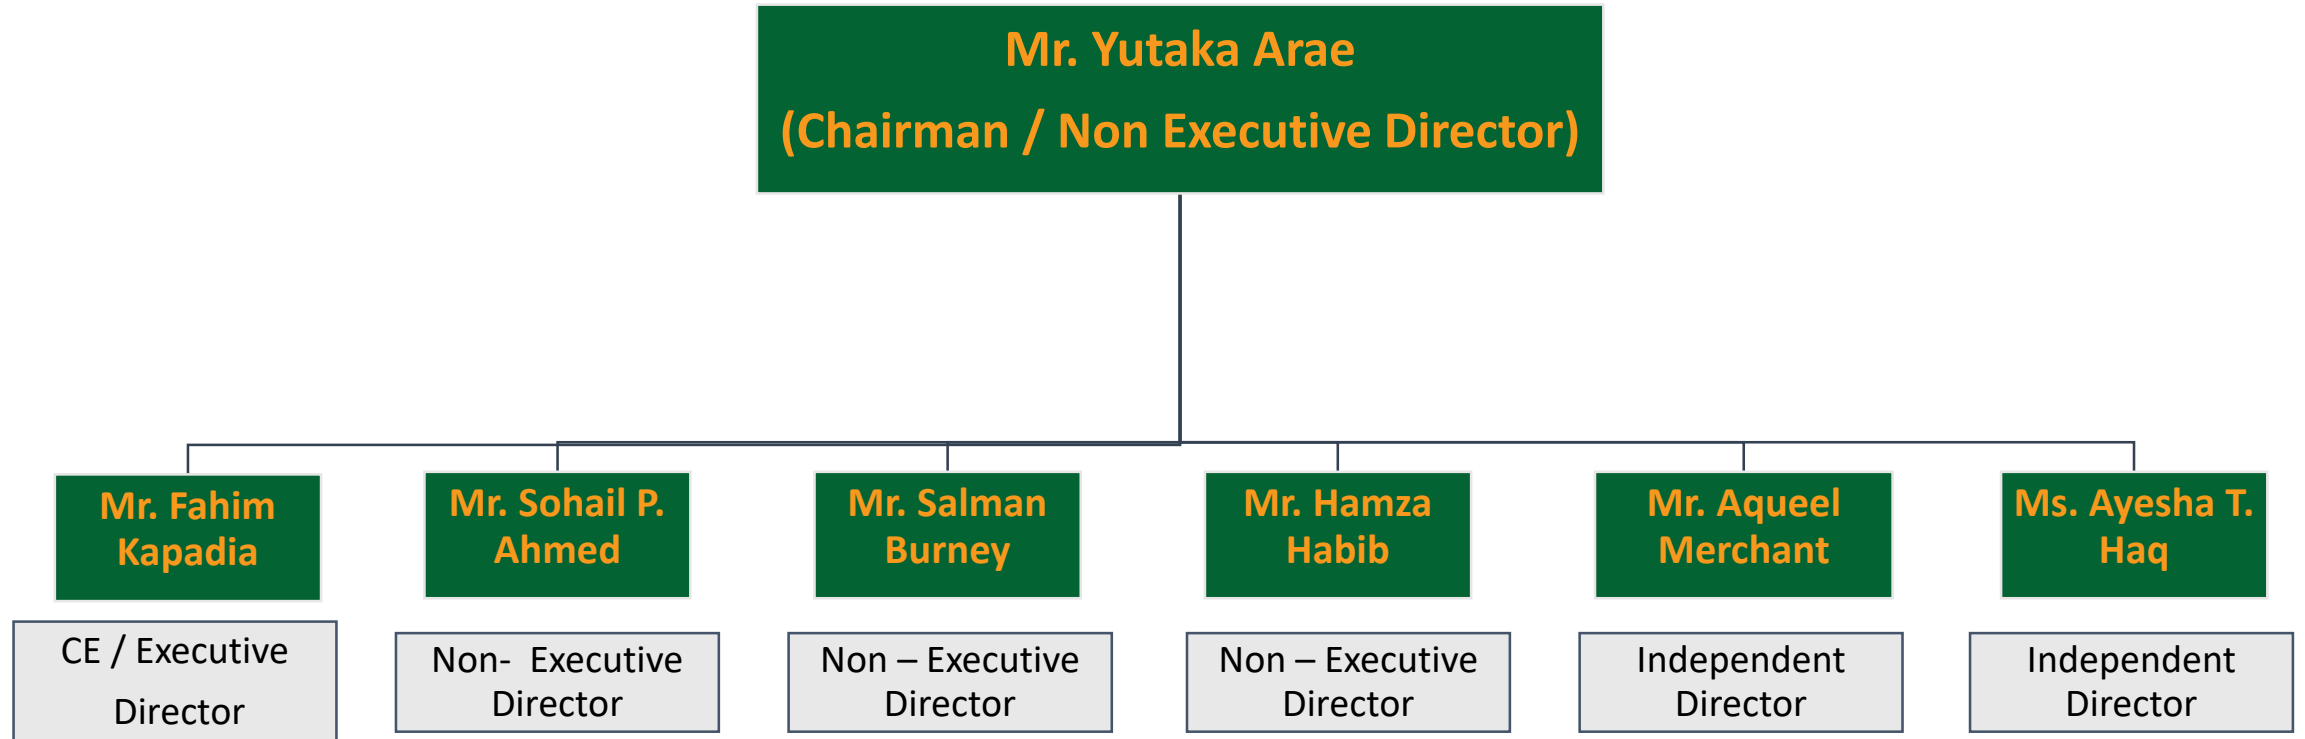 Mr. Yutaka Arae
(Chairman / Non Executive Director)
Mr. Fahim
Kapadia
CE / Executive
Director
Mr. Sohail P.
Ahmed
Non-  Executive
Director
Mr. Salman
Burney
Non – Executive
Director
Mr. Hamza
Habib
Non – Executive
Director
Mr. Aqueel
Merchant
Independent
Director
Ms. Ayesha T.
Haq
Independent
Director